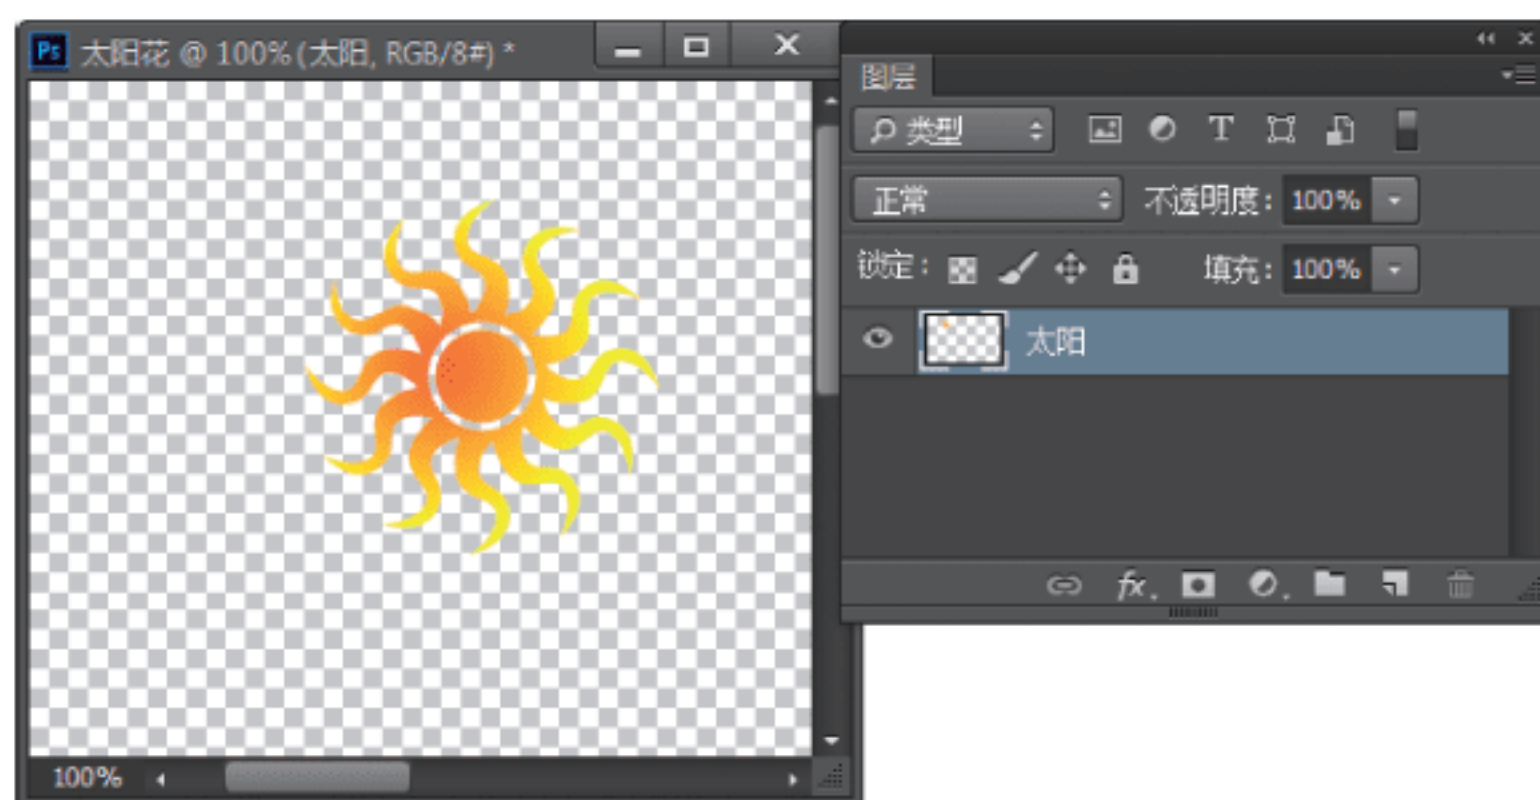 Ps 太阳花 @ 100%(太阳, RGB/8#) *
100%
图层
类型 T
正常 不透明度: 100%
锁定: 填充: 100%
太阳
fx.